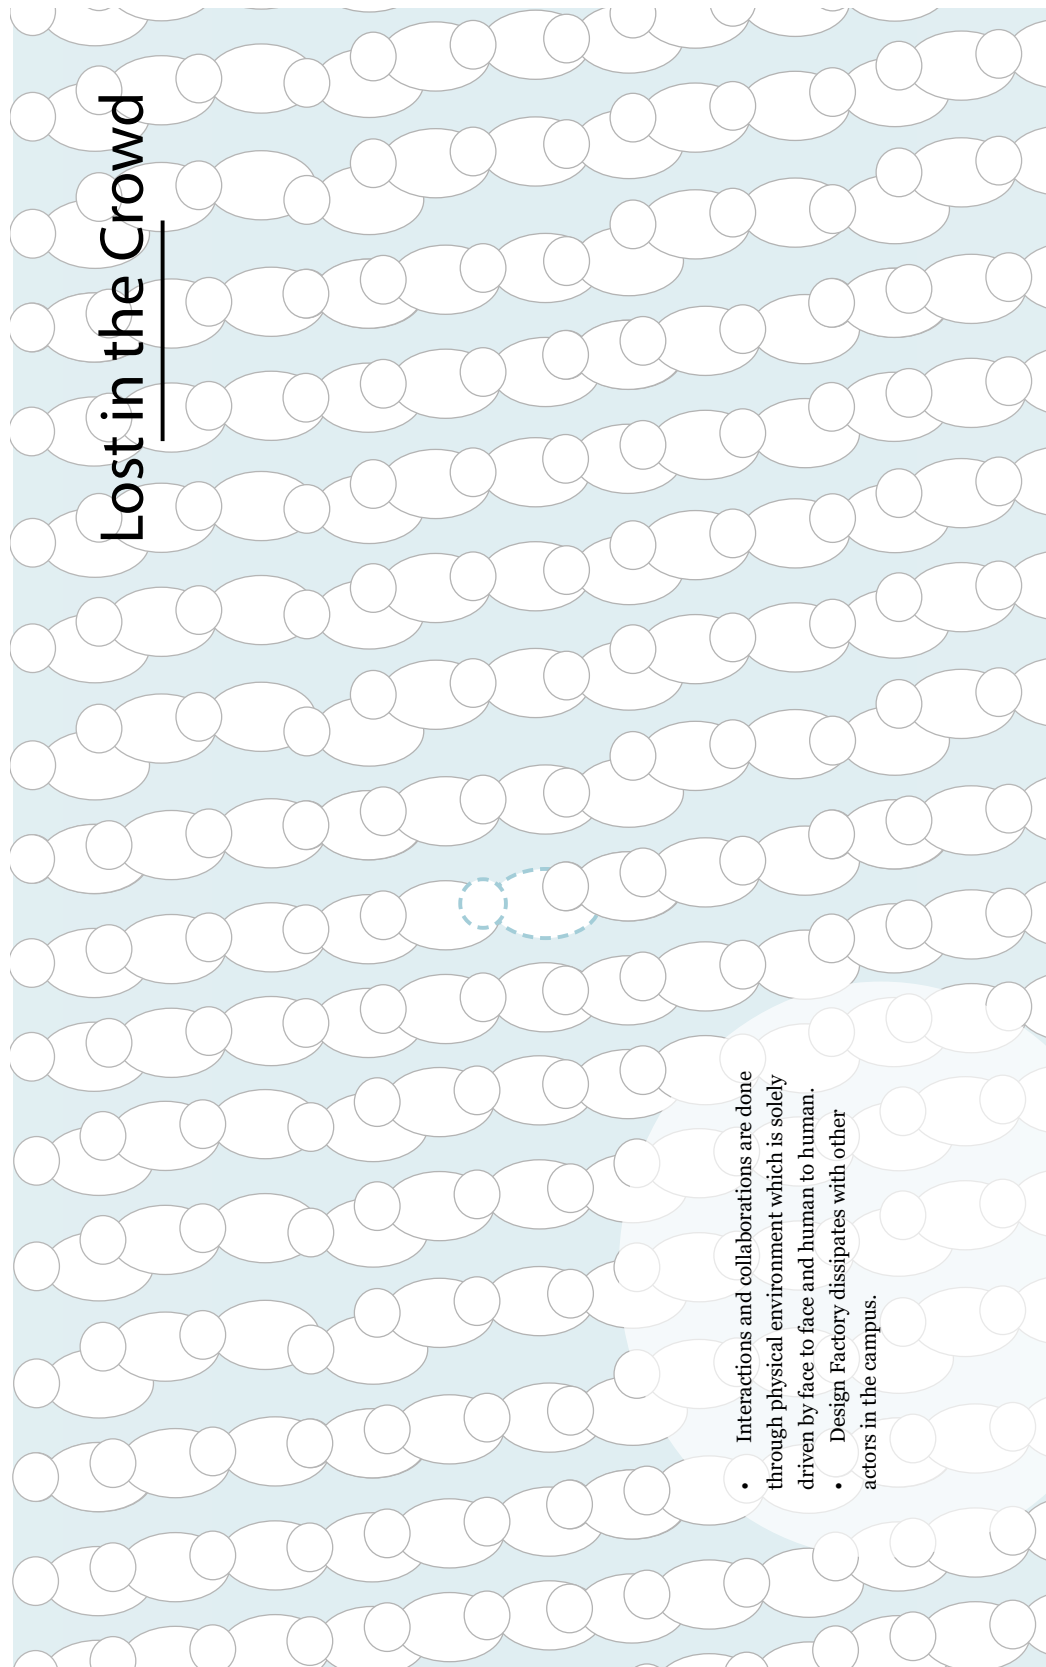 Lost in the Crowd
• Interactions and collaborations are done
through physical environment which is solely
driven by face to face and human to human.
• Design Factory dissipates with other
actors in the campus.